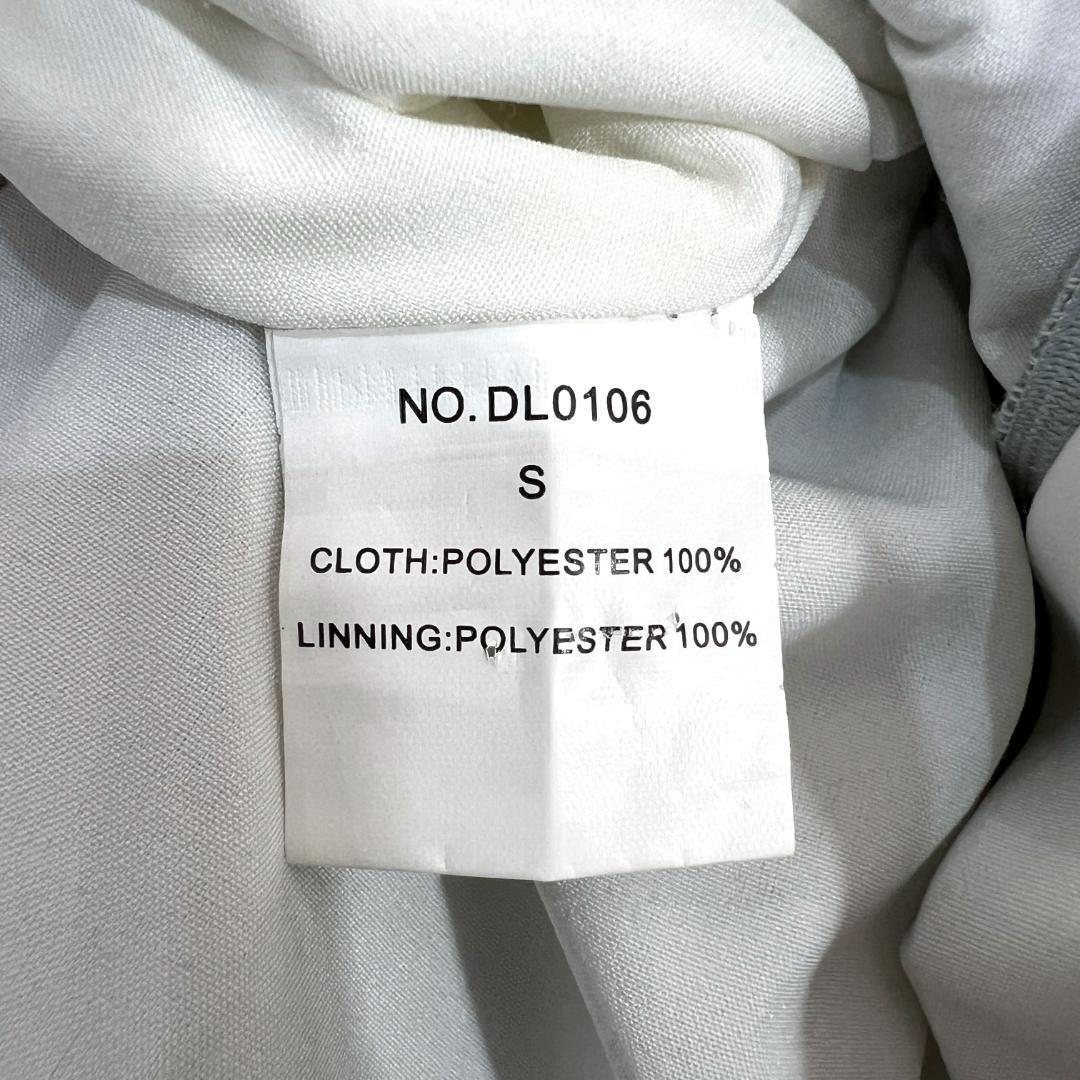 NO. DL0106
S
CLOTH:POLYESTER 100%
LINNING:POLYESTER 100%